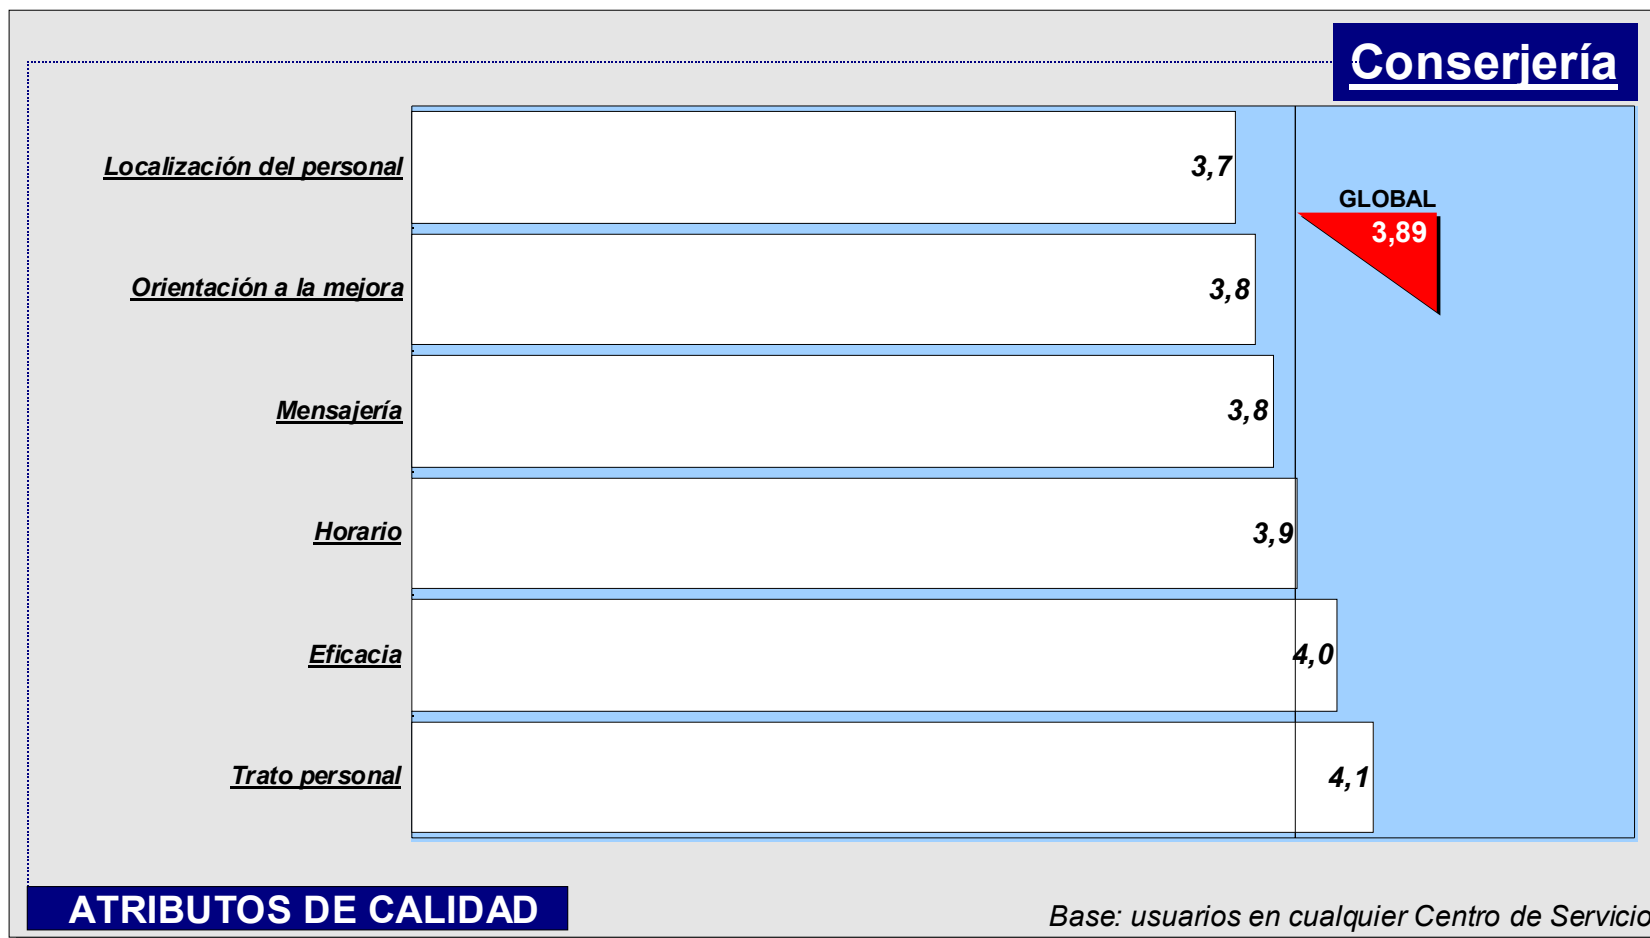 Conserjería
Localización del personal
3,7
GLOBAL
3,89
Orientación a la mejora
3,8
Mensajería
3,8
Horario
3,9
Eficacia
4,0
Trato personal
4,1
ATRIBUTOS DE CALIDAD
Base: usuarios en cualquier Centro de Servicio